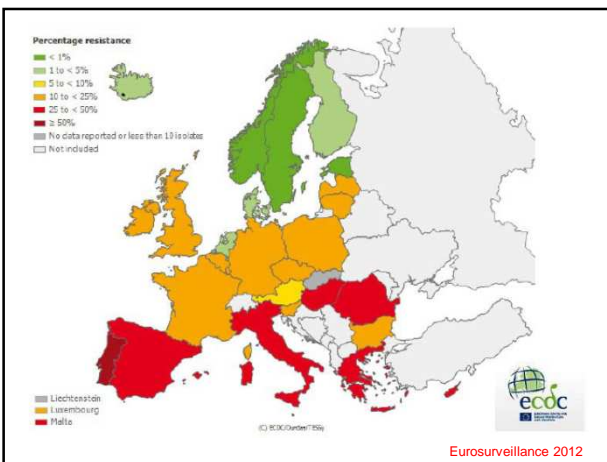 Percentage resistance
< 1%
1 to < 5%
5 to < 10%
10 to < 25%
25 to < 50%
≥ 50%
No data reported or less than 10 isolates
Not included
Liechtenstein
Luxembourg
Malta
(C) ECDC/Dundas/TESSy
ecdc
Eurosurveillance 2012